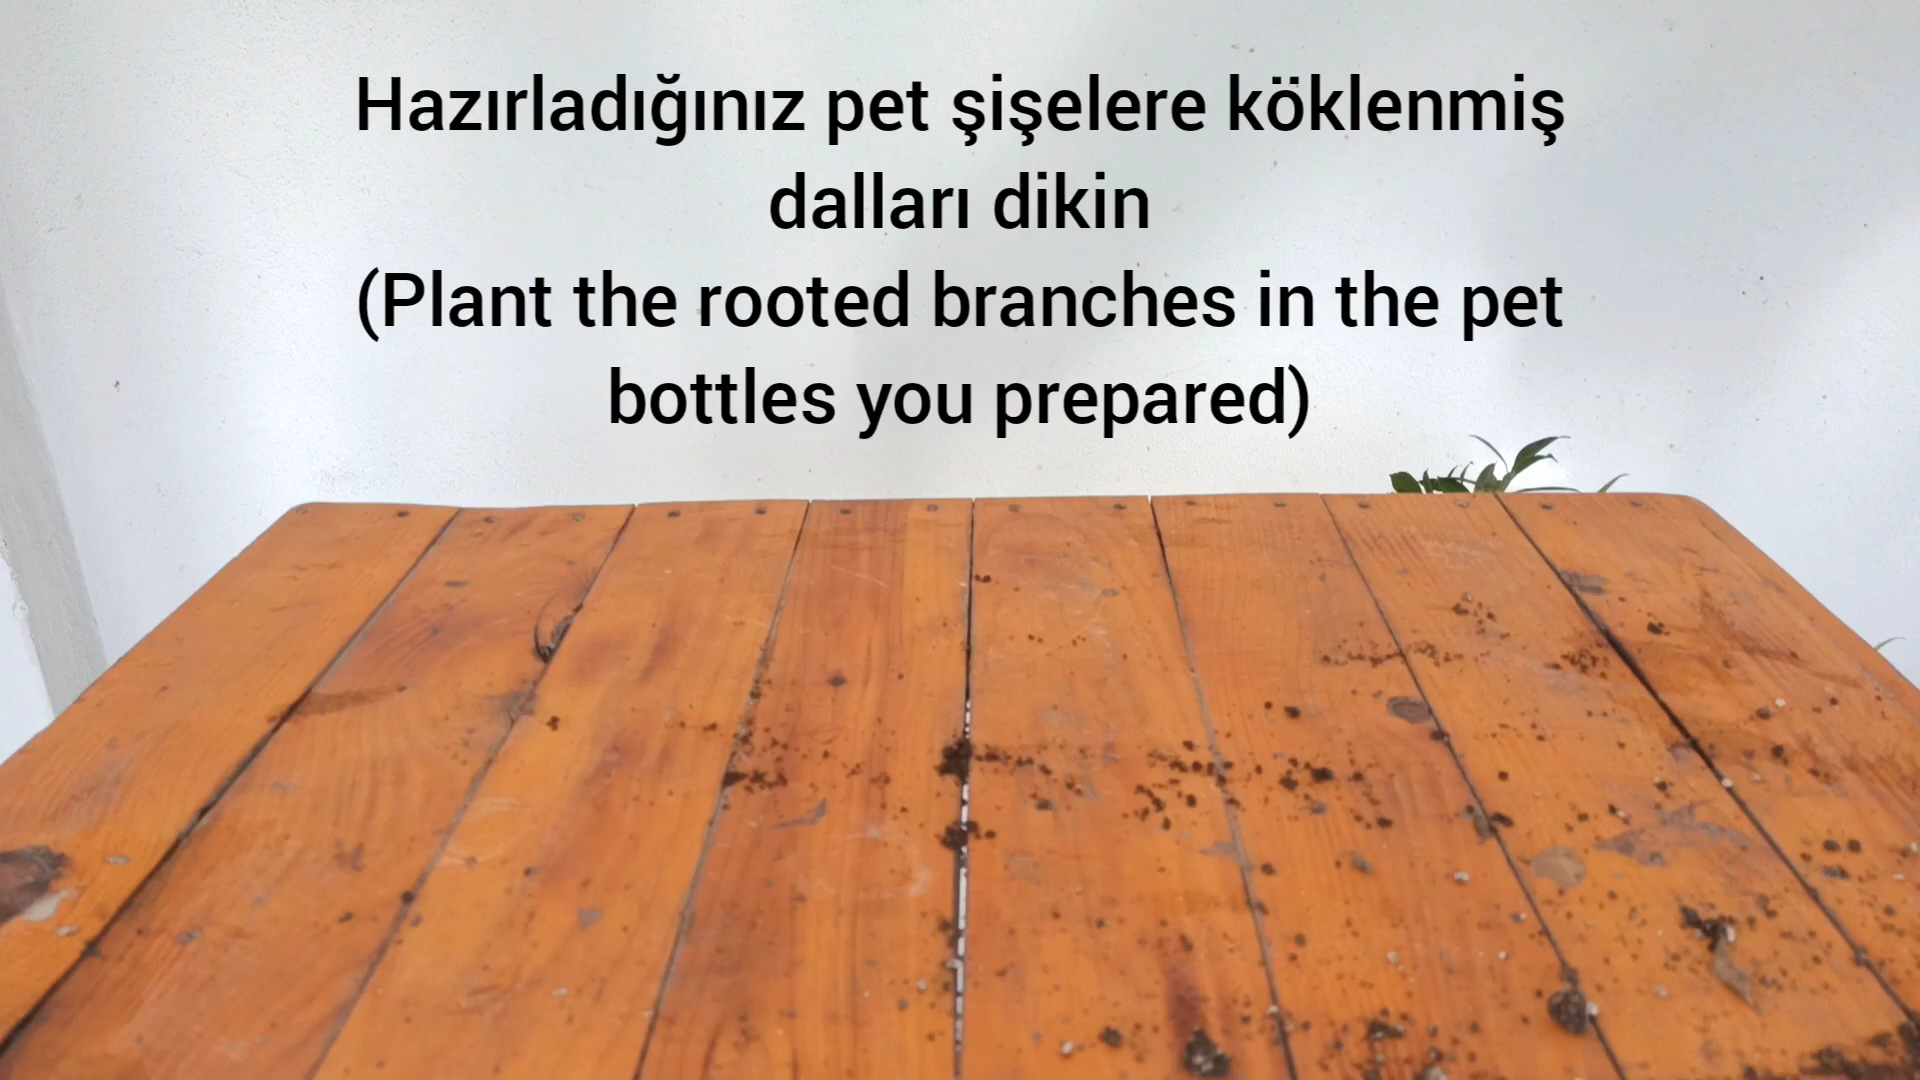 Hazırladığınız pet şişelere köklenmiş
dalları dikin
(Plant the rooted branches in the pet
bottles you prepared)